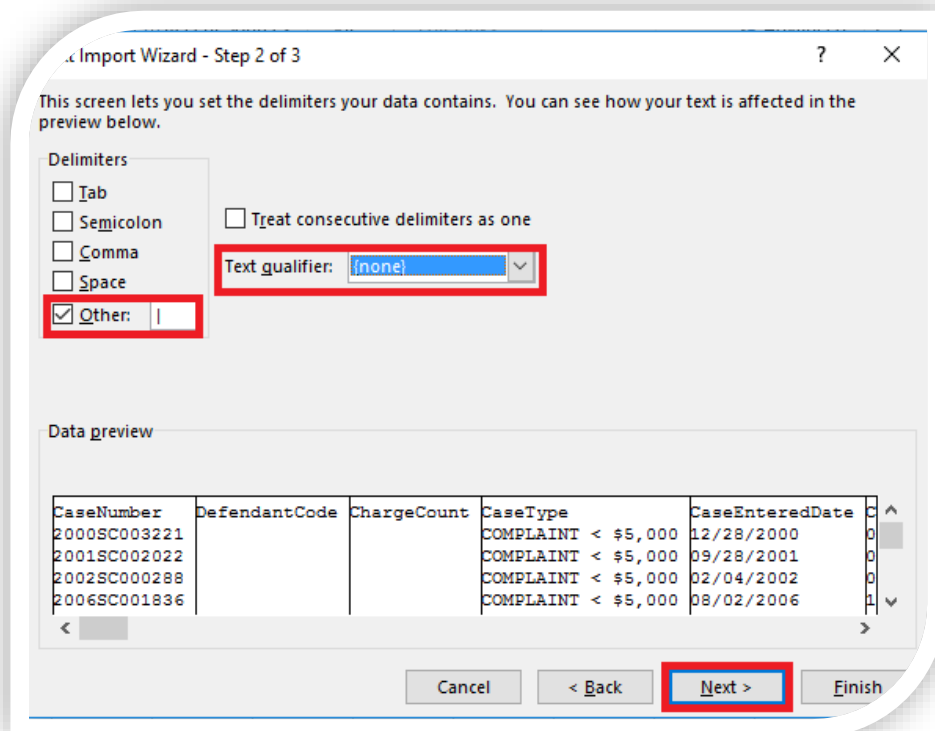 Import Wizard - Step 2 of 3
?
This screen lets you set the delimiters your data contains. You can see how your text is affected in the
preview below.
Delimiters
Tab
Semicolon
Comma
Space
Other: |
Treat consecutive delimiters as one
Text qualifier: {none}
Data preview
CaseNumber DefendantCode ChargeCount CaseType CaseEnteredDate C
2000SC003221 COMPLAINT < $5,000 12/28/2000 0
2001SC002022 COMPLAINT < $5,000 09/28/2001 0
2002SC000288 COMPLAINT < $5,000 02/04/2002 0
2006SC001836 COMPLAINT < $5,000 08/02/2006 1
Cancel < Back Next > Finish